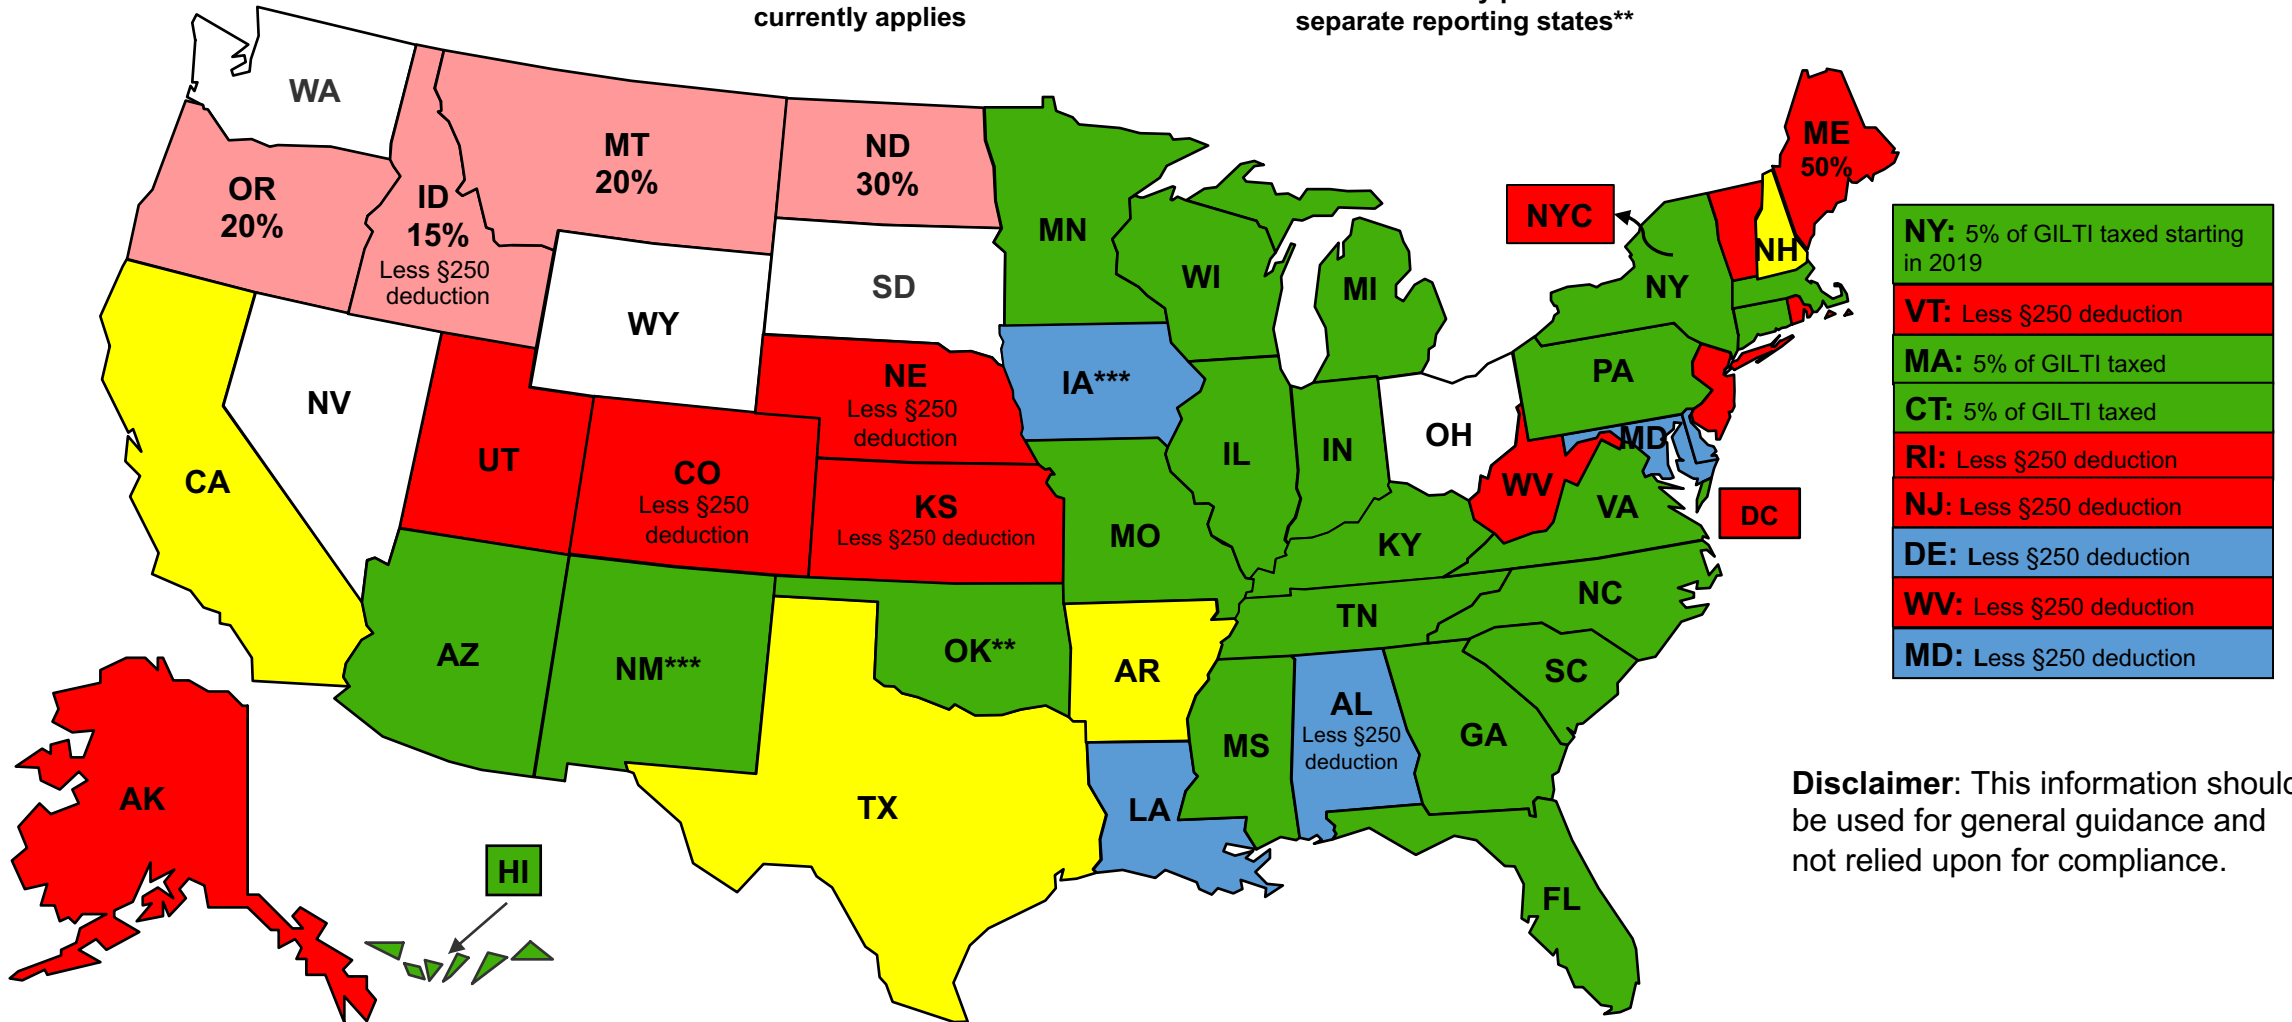 currently applies
separate reporting states**
WA
OR
20%
ID
15%
Less §250
deduction
MT
20%
ND
30%
MN
SD
WY
NV
CA
UT
CO
Less §250
deduction
NE
Less §250
deduction
KS
Less §250 deduction
IA***
MO
WI
MI
IL
IN
OH
KY
TN
WV
VA
NC
SC
GA
FL
AL
Less §250
deduction
MS
LA
AR
OK**
TX
NM***
AZ
AK
HI
PA
NY
NYC
NH
ME
50%
MD
DC
NY: 5% of GILTI taxed starting
in 2019
VT: Less §250 deduction
MA: 5% of GILTI taxed
CT: 5% of GILTI taxed
RI: Less §250 deduction
NJ: Less §250 deduction
DE: Less §250 deduction
WV: Less §250 deduction
MD: Less §250 deduction
Disclaimer: This information should
be used for general guidance and
not relied upon for compliance.